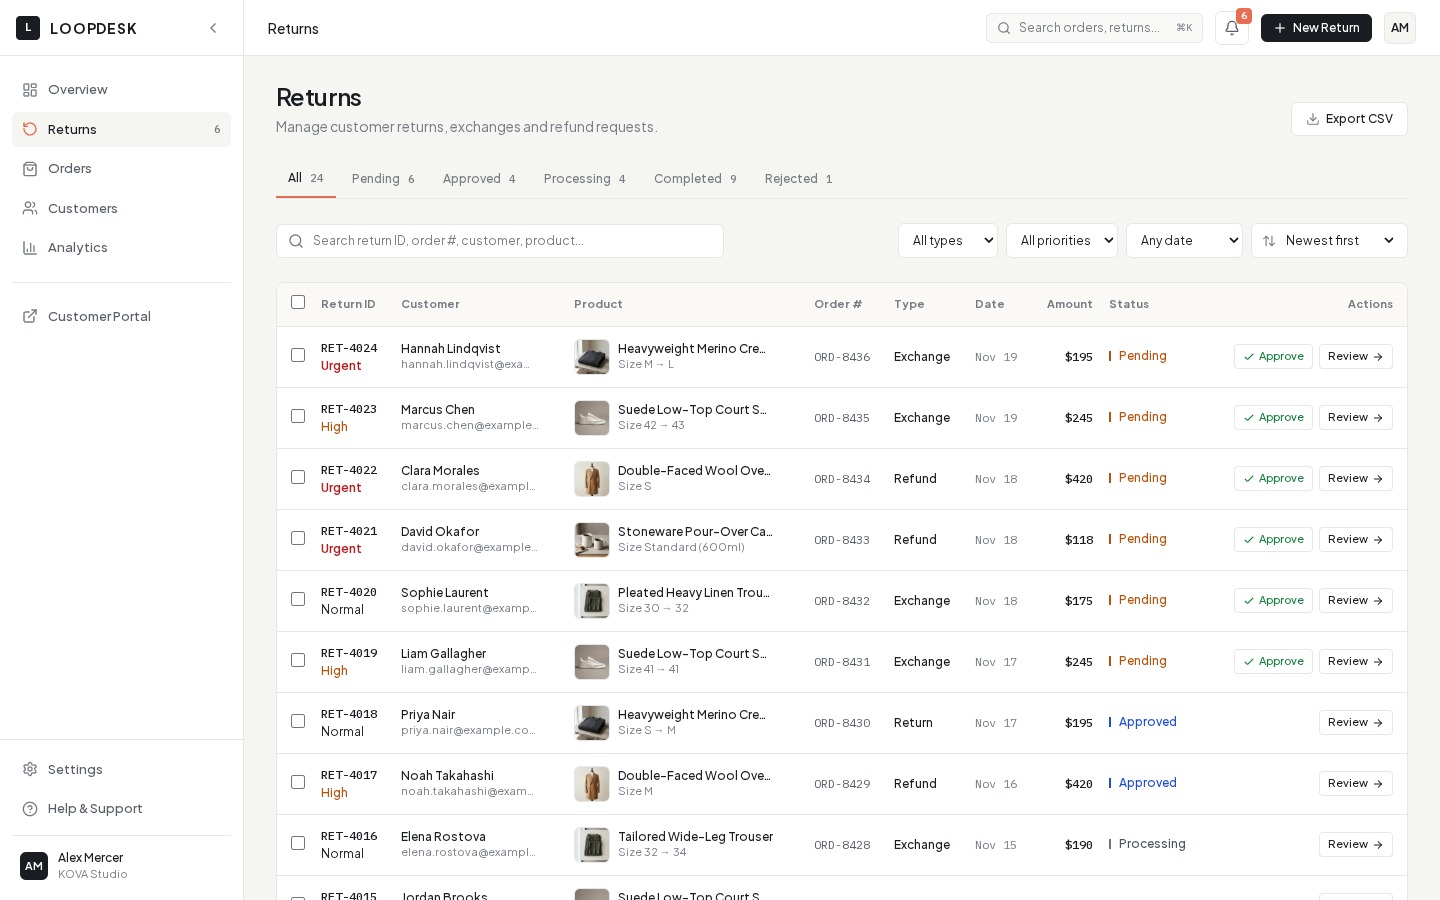 L LOOPDESK
Returns
Search orders, returns... ⌘K
6
New Return
AM
Overview
Returns 6
Orders
Customers
Analytics
Customer Portal
Settings
Help & Support
AM Alex Mercer
KOVA Studio
Returns
Manage customer returns, exchanges and refund requests.
Export CSV
All 24 Pending 6 Approved 4 Processing 4 Completed 9 Rejected 1
Search return ID, order #, customer, product...
All types All priorities Any date Newest first
Return ID Customer Product Order # Type Date Amount Status Actions
RET-4024 Hannah Lindqvist Heavyweight Merino Cre… ORD-8436 Exchange Nov 19 $195 Pending Approve Review →
Urgent hannah.lindqvist@exa… Size M → L
RET-4023 Marcus Chen Suede Low-Top Court S… ORD-8435 Exchange Nov 19 $245 Pending Approve Review →
High marcus.chen@example… Size 42 → 43
RET-4022 Clara Morales Double-Faced Wool Ove… ORD-8434 Refund Nov 18 $420 Pending Approve Review →
Urgent clara.morales@exampl… Size S
RET-4021 David Okafor Stoneware Pour-Over Ca… ORD-8433 Refund Nov 18 $118 Pending Approve Review →
Urgent david.okafor@example… Size Standard (600ml)
RET-4020 Sophie Laurent Pleated Heavy Linen Trou… ORD-8432 Exchange Nov 18 $175 Pending Approve Review →
Normal sophie.laurent@examp… Size 30 → 32
RET-4019 Liam Gallagher Suede Low-Top Court S… ORD-8431 Exchange Nov 17 $245 Pending Approve Review →
High liam.gallagher@examp… Size 41 → 41
RET-4018 Priya Nair Heavyweight Merino Cre… ORD-8430 Return Nov 17 $195 Approved Review →
Normal priya.nair@example.co… Size S → M
RET-4017 Noah Takahashi Double-Faced Wool Ove… ORD-8429 Refund Nov 16 $420 Approved Review →
High noah.takahashi@exam… Size M
RET-4016 Elena Rostova Tailored Wide-Leg Trouser ORD-8428 Exchange Nov 15 $190 Processing Review →
Normal elena.rostova@exampl… Size 32 → 34
RET-4015 Jordan Brooks Suede Low-Top Court S…